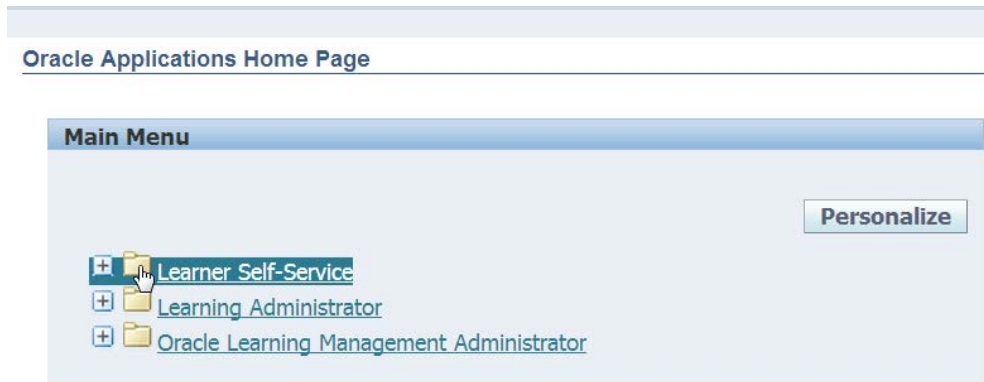 Oracle Applications Home Page
Main Menu
Personalize
Learner Self-Service
Learning Administrator
Oracle Learning Management Administrator